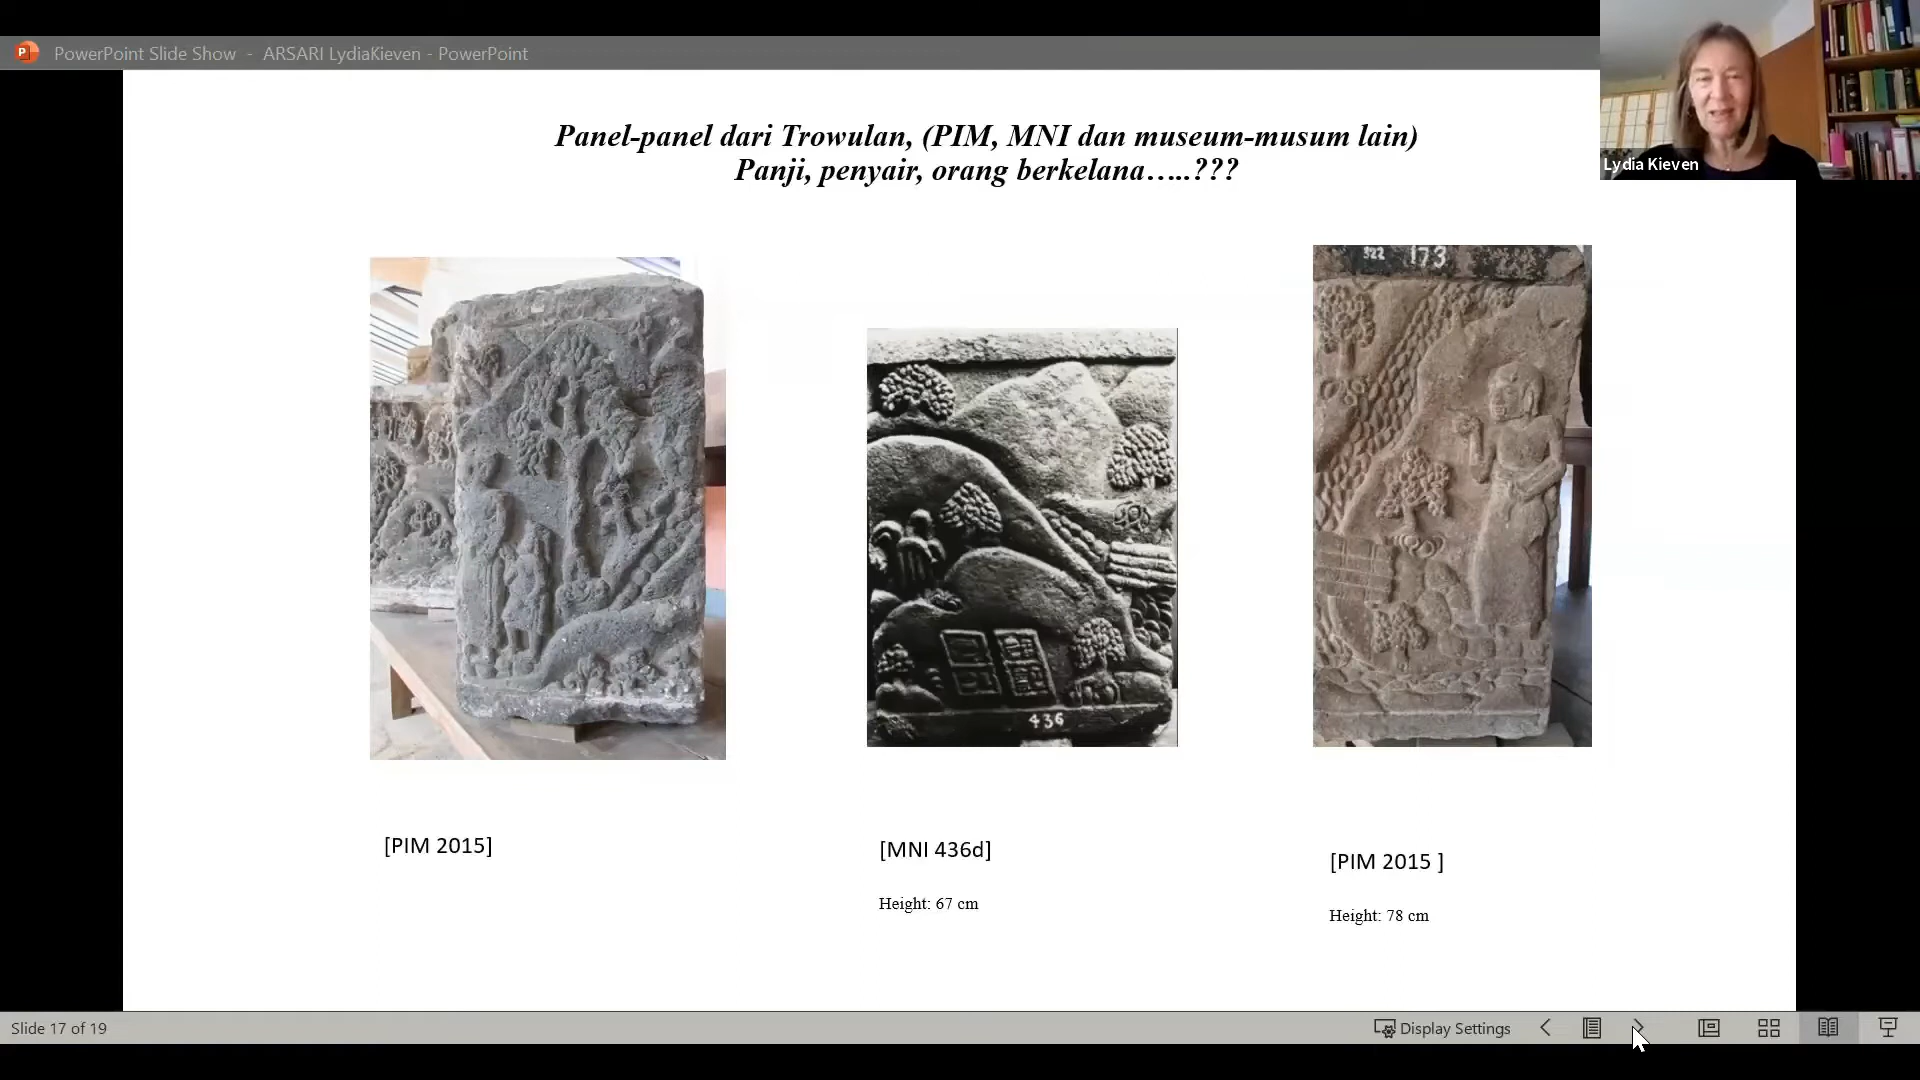 PowerPoint Slide Show - ARSARI LydiaKieven - PowerPoint
Lydia Kieven
Panel-panel dari Trowulan, (PIM, MNI dan museum-musum lain)
Panji, penyair, orang berkelana…..???
322 173
436
[PIM 2015]
[MNI 436d]
[PIM 2015 ]
Height: 67 cm
Height: 78 cm
Slide 17 of 19
Display Settings